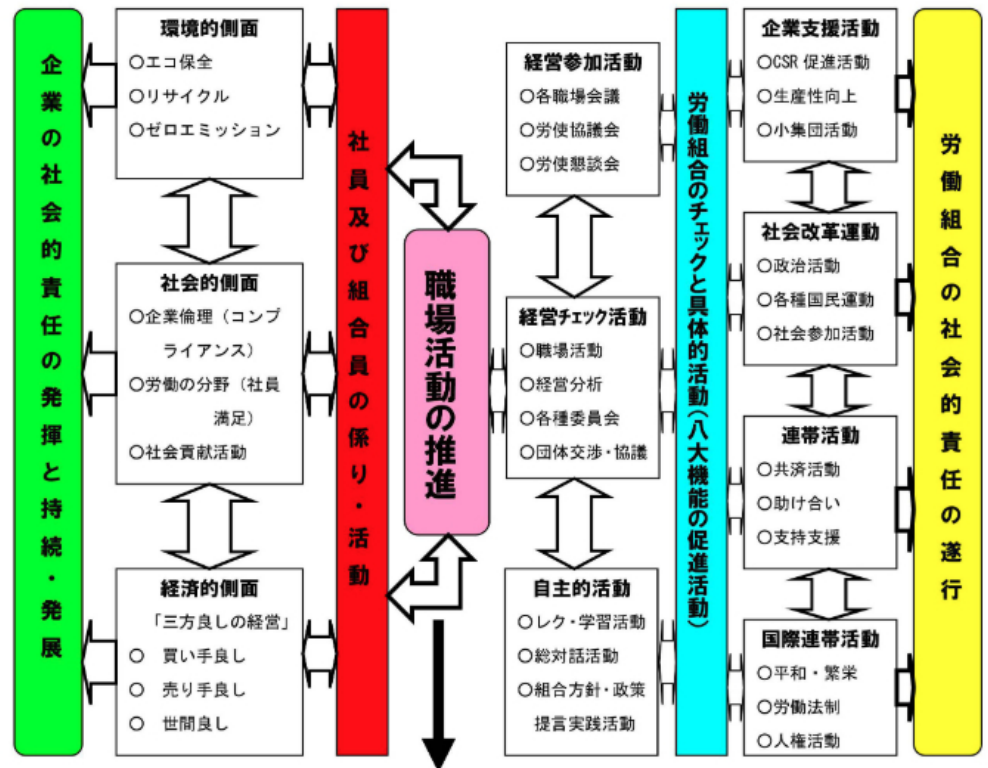 企業の社会的責任の発揮と持続・発展
環境的側面
○エコ保全
○リサイクル
○ゼロエミッション
社会的側面
○企業倫理（コンプ
ライアンス）
○労働の分野（社員
満足）
○社会貢献活動
経済的側面
「三方良しの経営」
○ 買い手良し
○ 売り手良し
○ 世間良し
社員及び組合員の係り・活動
職場活動の推進
経営参加活動
○各職場会議
○労使協議会
○労使懇談会
経営チェック活動
○職場活動
○経営分析
○各種委員会
○団体交渉・協議
自主的活動
○レク・学習活動
○総対話活動
○組合方針・政策
提言実践活動
労働組合のチェックと具体的活動（八大機能の促進活動）
企業支援活動
○CSR 促進活動
○生産性向上
○小集団活動
社会改革運動
○政治活動
○各種国民運動
○社会参加活動
連帯活動
○共済活動
○助け合い
○支持支援
国際連帯活動
○平和・繁栄
○労働法制
○人権活動
労働組合の社会的責任の遂行